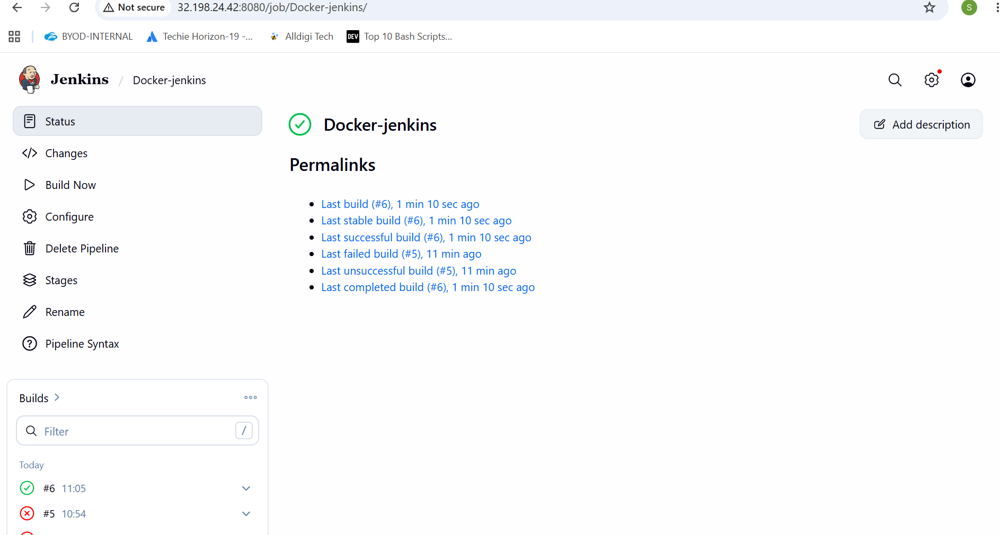 Not secure 32.198.24.42:8080/job/Docker-jenkins/ S
BYOD-INTERNAL Techie Horizon-19 -... Alldigi Tech DEV Top 10 Bash Scripts...
Jenkins / Docker-jenkins
Status
Changes
Build Now
Configure
Delete Pipeline
Stages
Rename
Pipeline Syntax
Builds
Filter /
Today
#6 11:05
#5 10:54
Docker-jenkins
Add description
Permalinks
Last build (#6), 1 min 10 sec ago
Last stable build (#6), 1 min 10 sec ago
Last successful build (#6), 1 min 10 sec ago
Last failed build (#5), 11 min ago
Last unsuccessful build (#5), 11 min ago
Last completed build (#6), 1 min 10 sec ago